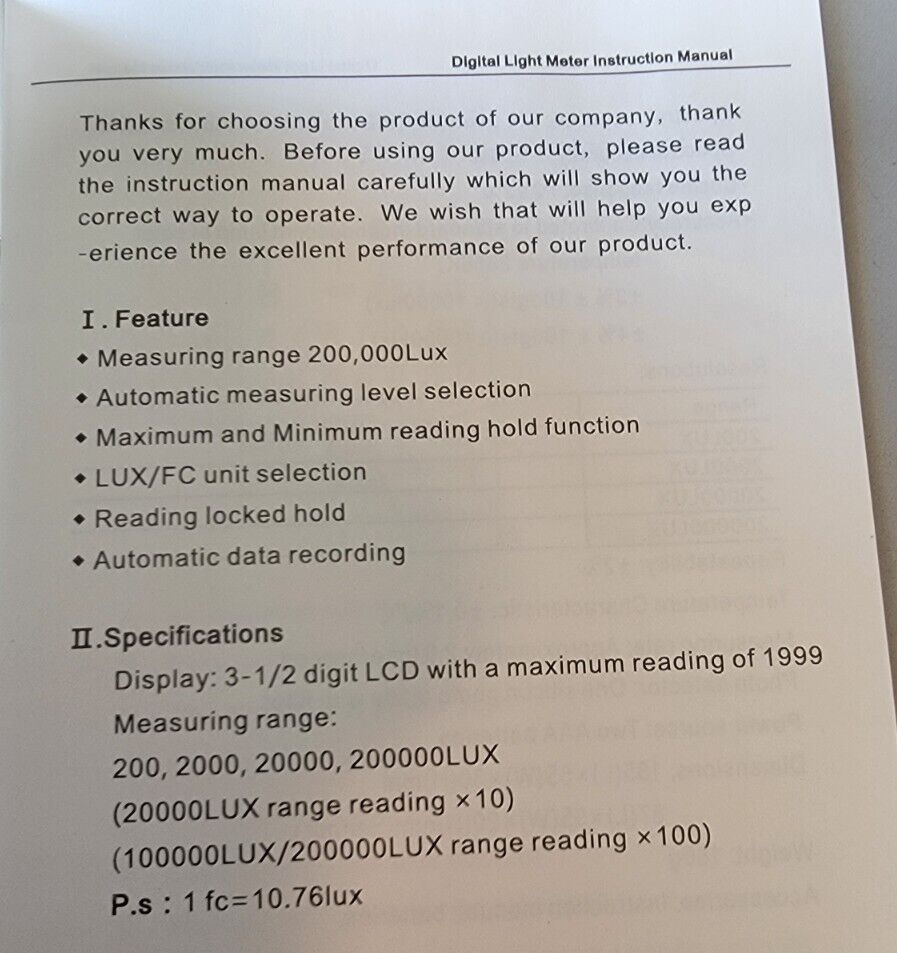 Digital Light Meter Instruction Manual
Thanks for choosing the product of our company, thank
you very much. Before using our product, please read
the instruction manual carefully which will show you the
correct way to operate. We wish that will help you exp
-erience the excellent performance of our product.
I. Feature
◆ Measuring range 200,000Lux
◆ Automatic measuring level selection
◆ Maximum and Minimum reading hold function
◆ LUX/FC unit selection
◆ Reading locked hold
◆ Automatic data recording
II.Specifications
Display: 3-1/2 digit LCD with a maximum reading of 1999
Measuring range:
200, 2000, 20000, 200000LUX
(20000LUX range reading ×10)
(100000LUX/200000LUX range reading ×100)
P.s : 1 fc=10.76lux